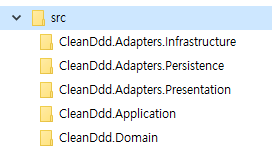 src
CleanDdd.Adapters.Infrastructure
CleanDdd.Adapters.Persistence
CleanDdd.Adapters.Presentation
CleanDdd.Application
CleanDdd.Domain